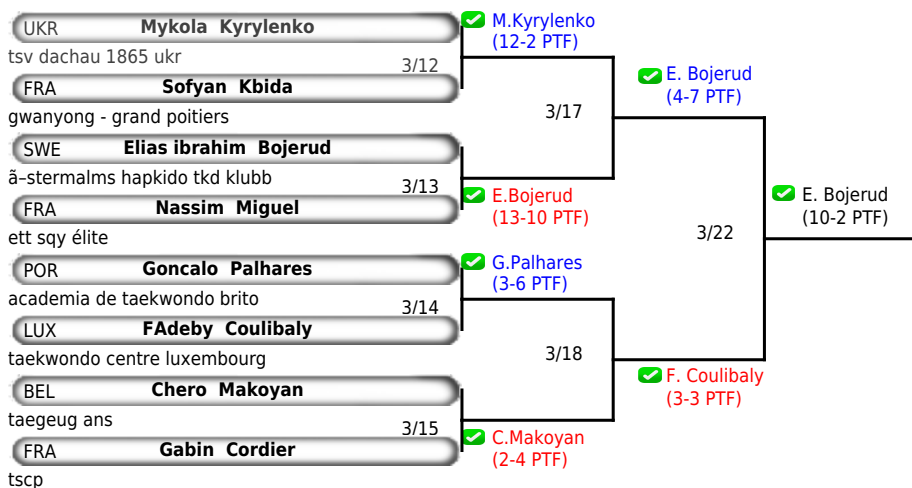 UKR Mykola Kyrylenko
tsv dachau 1865 ukr
3/12
FRA Sofyan Kbida
gwanyong - grand poitiers
SWE Elias ibrahim Bojerud
ã–stermalms hapkido tkd klubb
3/13
FRA Nassim Miguel
ett sqy élite
POR Goncalo Palhares
academia de taekwondo brito
3/14
LUX FAdeby Coulibaly
taekwondo centre luxembourg
BEL Chero Makoyan
taegeug ans
3/15
FRA Gabin Cordier
tscp
M.Kyrylenko
(12-2 PTF)
3/17
E.Bojerud
(13-10 PTF)
G.Palhares
(3-6 PTF)
3/18
C.Makoyan
(2-4 PTF)
E. Bojerud
(4-7 PTF)
3/22
F. Coulibaly
(3-3 PTF)
E. Bojerud
(10-2 PTF)